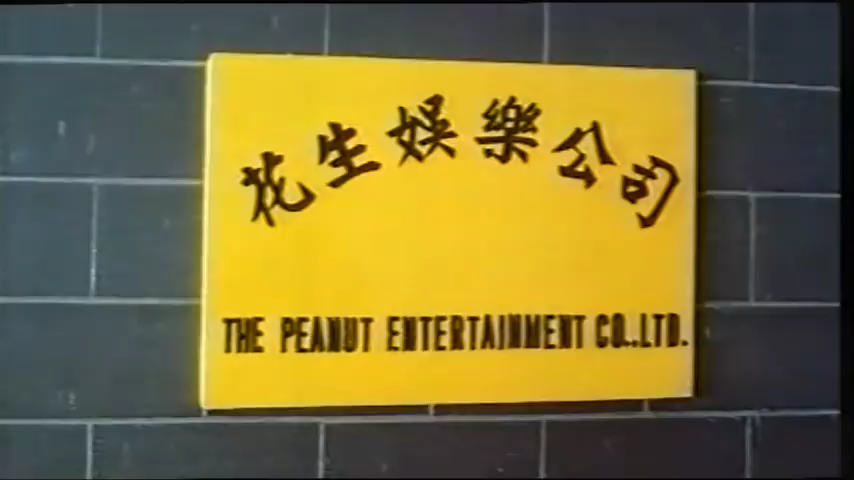 花生娛樂公司
THE PEANUT ENTERTAINMENT CO.,LTD.